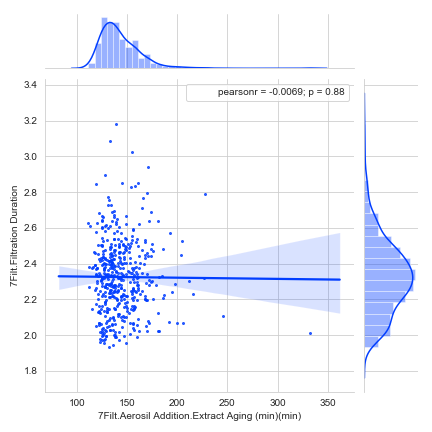 pearsonr = -0.0069; p = 0.88
3.4
3.2
3.0
2.8
2.6
2.4
2.2
2.0
1.8
7Filt.Filtration Duration
100 150 200 250 300 350
7Filt.Aerosil Addition.Extract Aging (min)(min)